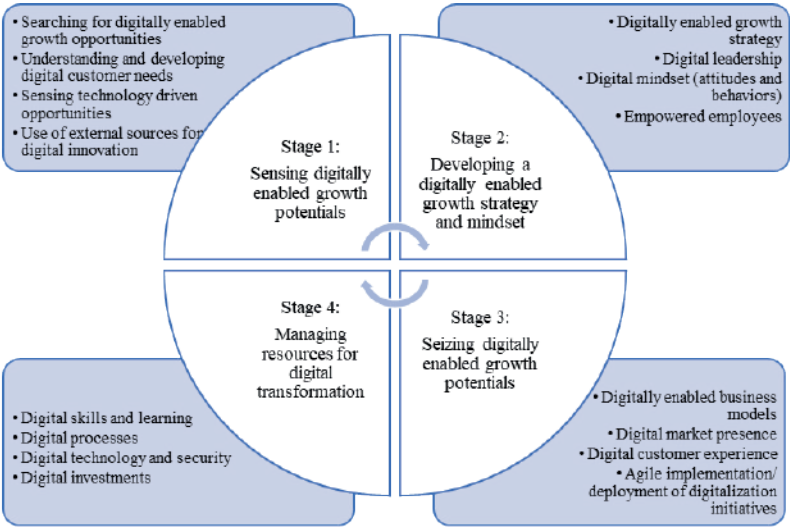 • Searching for digitally enabled
growth opportunities
• Understanding and developing
digital customer needs
• Sensing technology driven
opportunities
• Use of external sources for
digital innovation
Stage 1:
Sensing digitally
enabled growth
potentials
• Digitally enabled growth
strategy
• Digital leadership
• Digital mindset (attitudes and
behaviors)
• Empowered employees
Stage 2:
Developing a
digitally enabled
growth strategy
and mindset
Stage 4:
Managing
resources for
digital
transformation
• Digital skills and learning
• Digital processes
• Digital technology and security
• Digital investments
Stage 3:
Seizing digitally
enabled growth
potentials
• Digitally enabled business
models
• Digital market presence
• Digital customer experience
• Agile implementation/
deployment of digitalization
initiatives